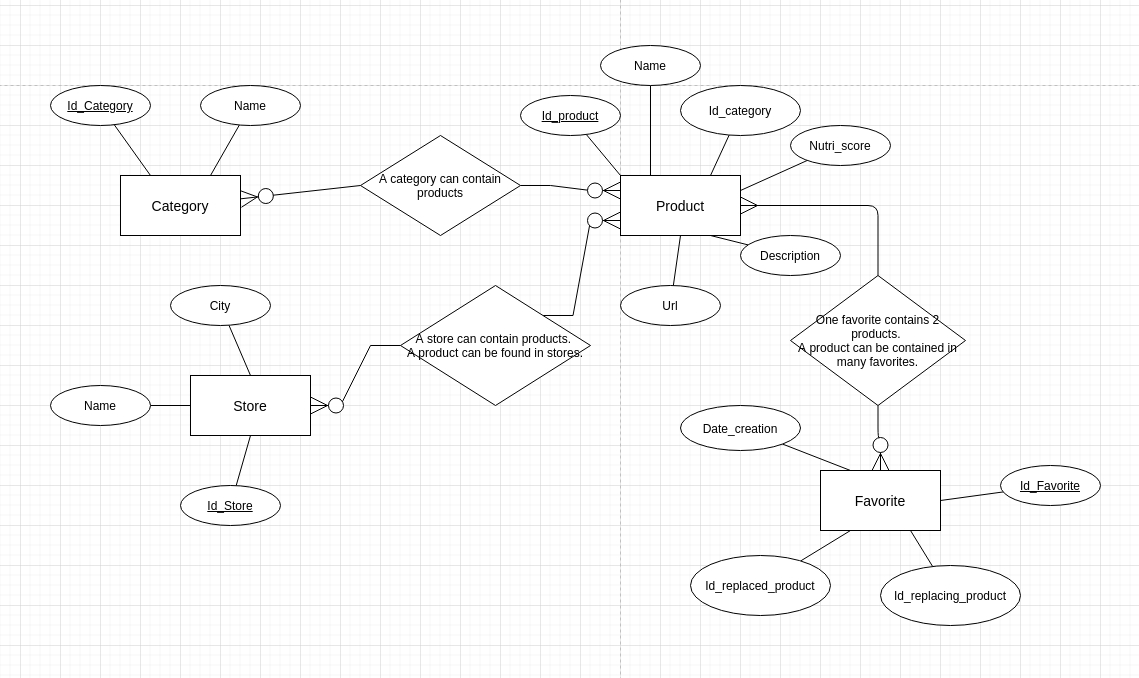 Name
Id_Category
Name
Id_product
Id_category
Nutri_score
A category can contain
products
Category
Product
Description
City
Url
A store can contain products.
A product can be found in stores.
One favorite contains 2
products.
A product can be contained in
many favorites.
Name
Store
Date_creation
Id_Store
Favorite
Id_Favorite
Id_replaced_product
Id_replacing_product